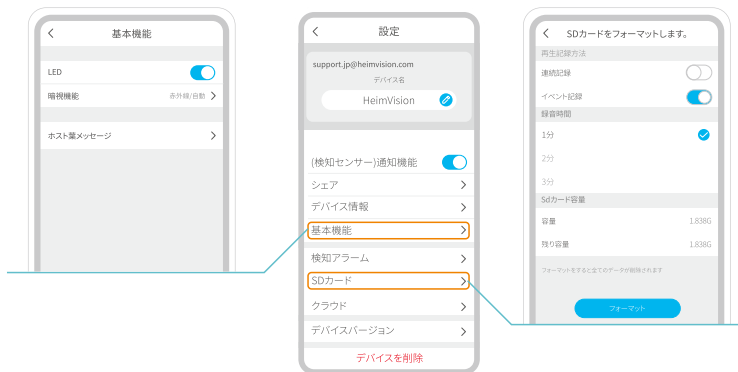 基本機能
LED
暗視機能 赤外線/自動
ホスト葉メッセージ
設定
support.jp@heimvision.com
デバイス名
HeimVision
(検知センサー)通知機能
シェア
デバイス情報
基本機能
検知アラーム
SDカード
クラウド
デバイスバージョン
デバイスを削除
SDカードをフォーマットします。
再生記録方法
連続記録
イベント記録
録音時間
1分
2分
3分
Sdカード容量
容量 1.838G
残り容量 1.838G
フォーマットをすると全てのデータが削除されます
フォーマット